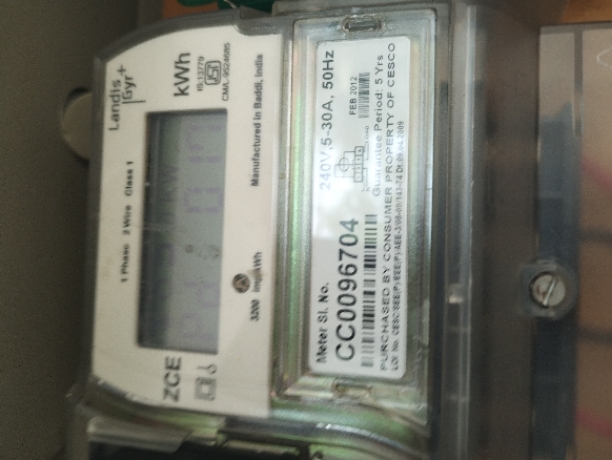 Landis
Gyr+
kWh
IS 13779
CM/L-9524685
1 Phase 2 Wire Class 1
Manufactured in Baddi, India
3200 imp/kWh
ZCE
240V, 5-30A, 50Hz
FEB 2012
Meter Sl. No.
CC0096704
Guarantee Period: 5 Yrs
PURCHASED BY CONSUMER PROPERTY OF CESCO